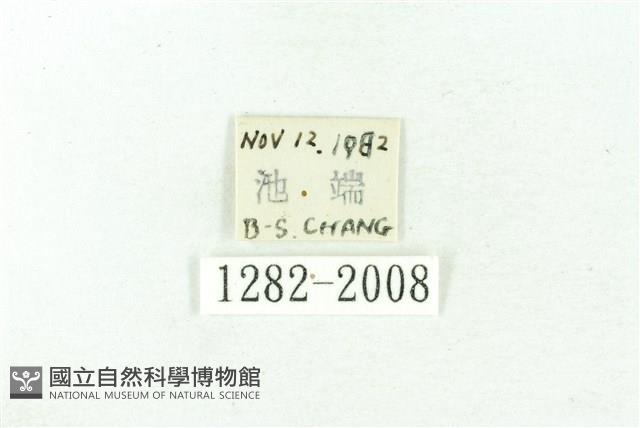 NOV 12. 1982
池 端
B-S. CHANG
1282-2008
國立自然科學博物館
NATIONAL MUSEUM OF NATURAL SCIENCE